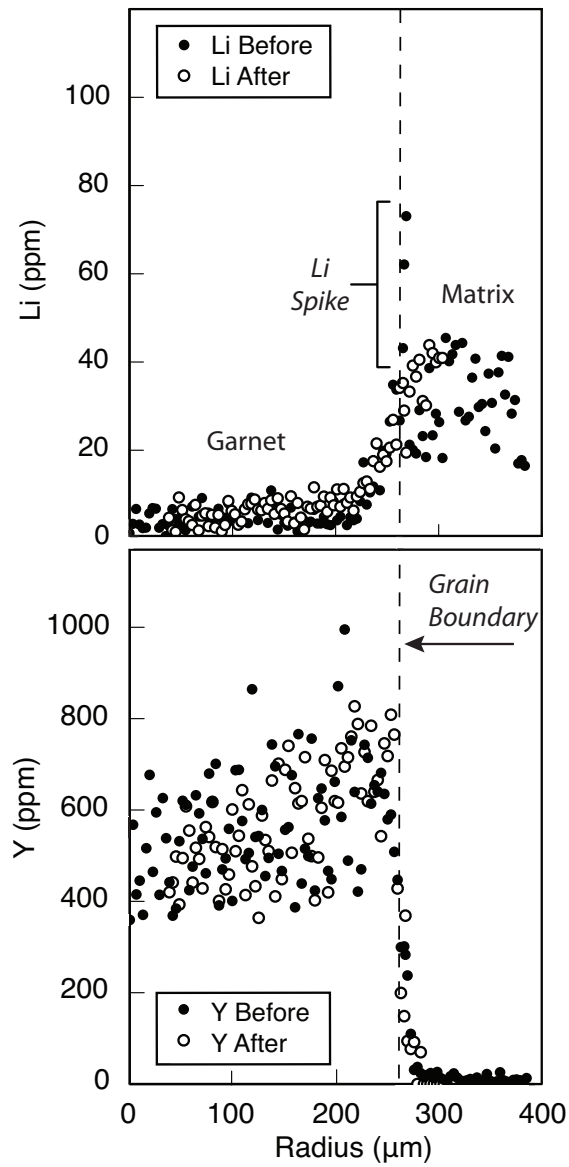 Li Before
Li After
100
80
60
40
20
0
Li (ppm)
Li
Spike
Matrix
Garnet
1000
800
600
400
200
0
Y (ppm)
Grain
Boundary
Y Before
Y After
0
100
200
300
400
Radius (µm)